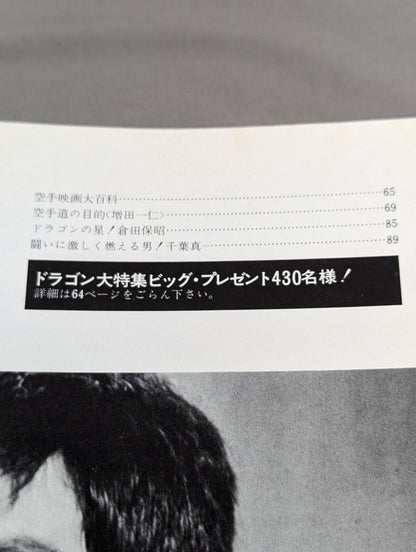 空手映画大百科……65
空手道の目的〈増田一仁〉……69
ドラゴンの星！倉田保昭……85
闘いに激しく燃える男！千葉真一……89
ドラゴン大特集ビッグ・プレゼント430名様！
詳細は64ページをごらん下さい。